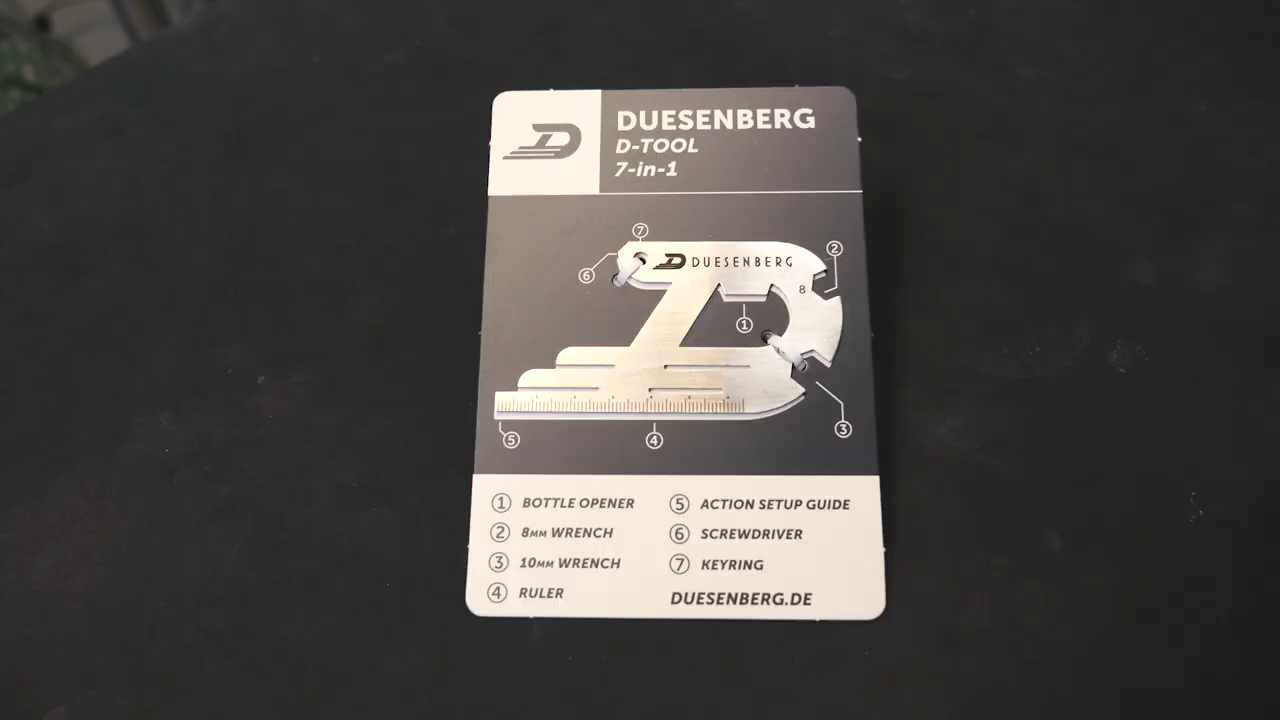 DUESENBERG
D-TOOL
7-in-1
7
6
DUESENBERG
2
8
1
3
5
4
1 BOTTLE OPENER
2 8MM WRENCH
3 10MM WRENCH
4 RULER
5 ACTION SETUP GUIDE
6 SCREWDRIVER
7 KEYRING
DUESENBERG.DE